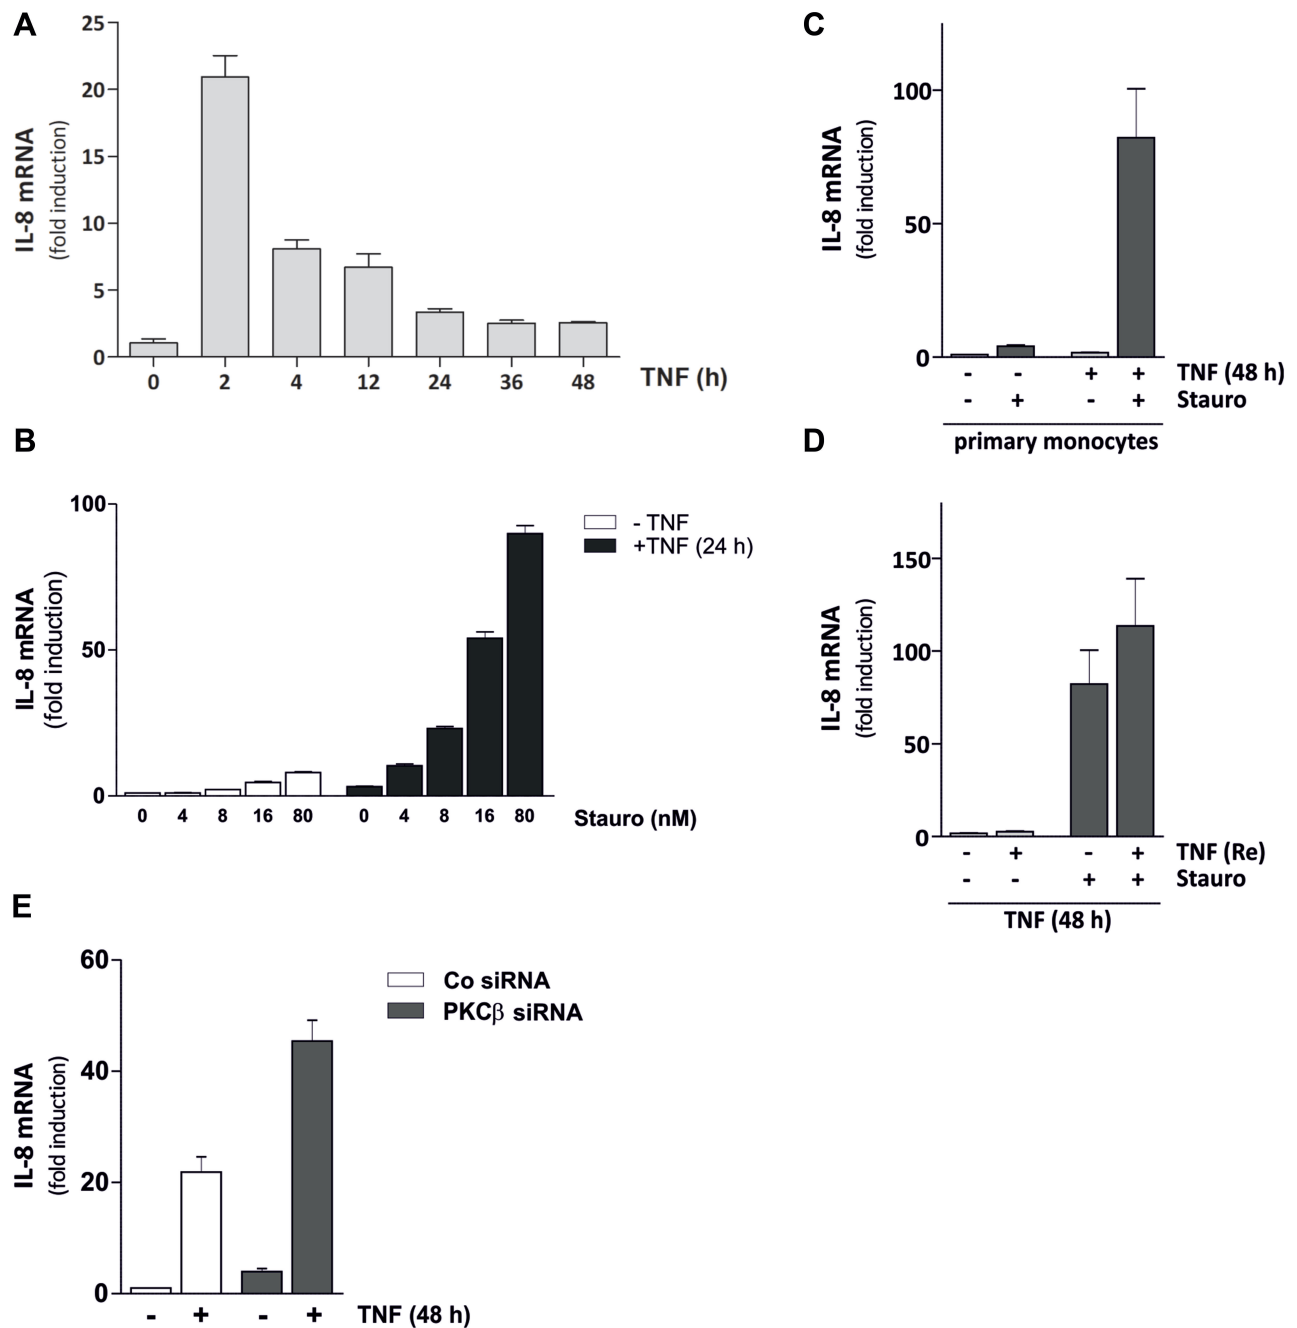 A
IL-8 mRNA
(fold induction)
25
20
15
10
5
0
0 2 4 12 24 36 48
TNF (h)
B
IL-8 mRNA
(fold induction)
100
50
0
- TNF
+TNF (24 h)
0 4 8 16 80 0 4 8 16 80
Stauro (nM)
C
IL-8 mRNA
(fold induction)
100
50
0
- - + + TNF (48 h)
- + - + Stauro
primary monocytes
D
IL-8 mRNA
(fold induction)
150
100
50
0
- + - + TNF (Re)
- - + + Stauro
TNF (48 h)
E
IL-8 mRNA
(fold induction)
60
40
20
0
Co siRNA
PKCβ siRNA
- + - + TNF (48 h)